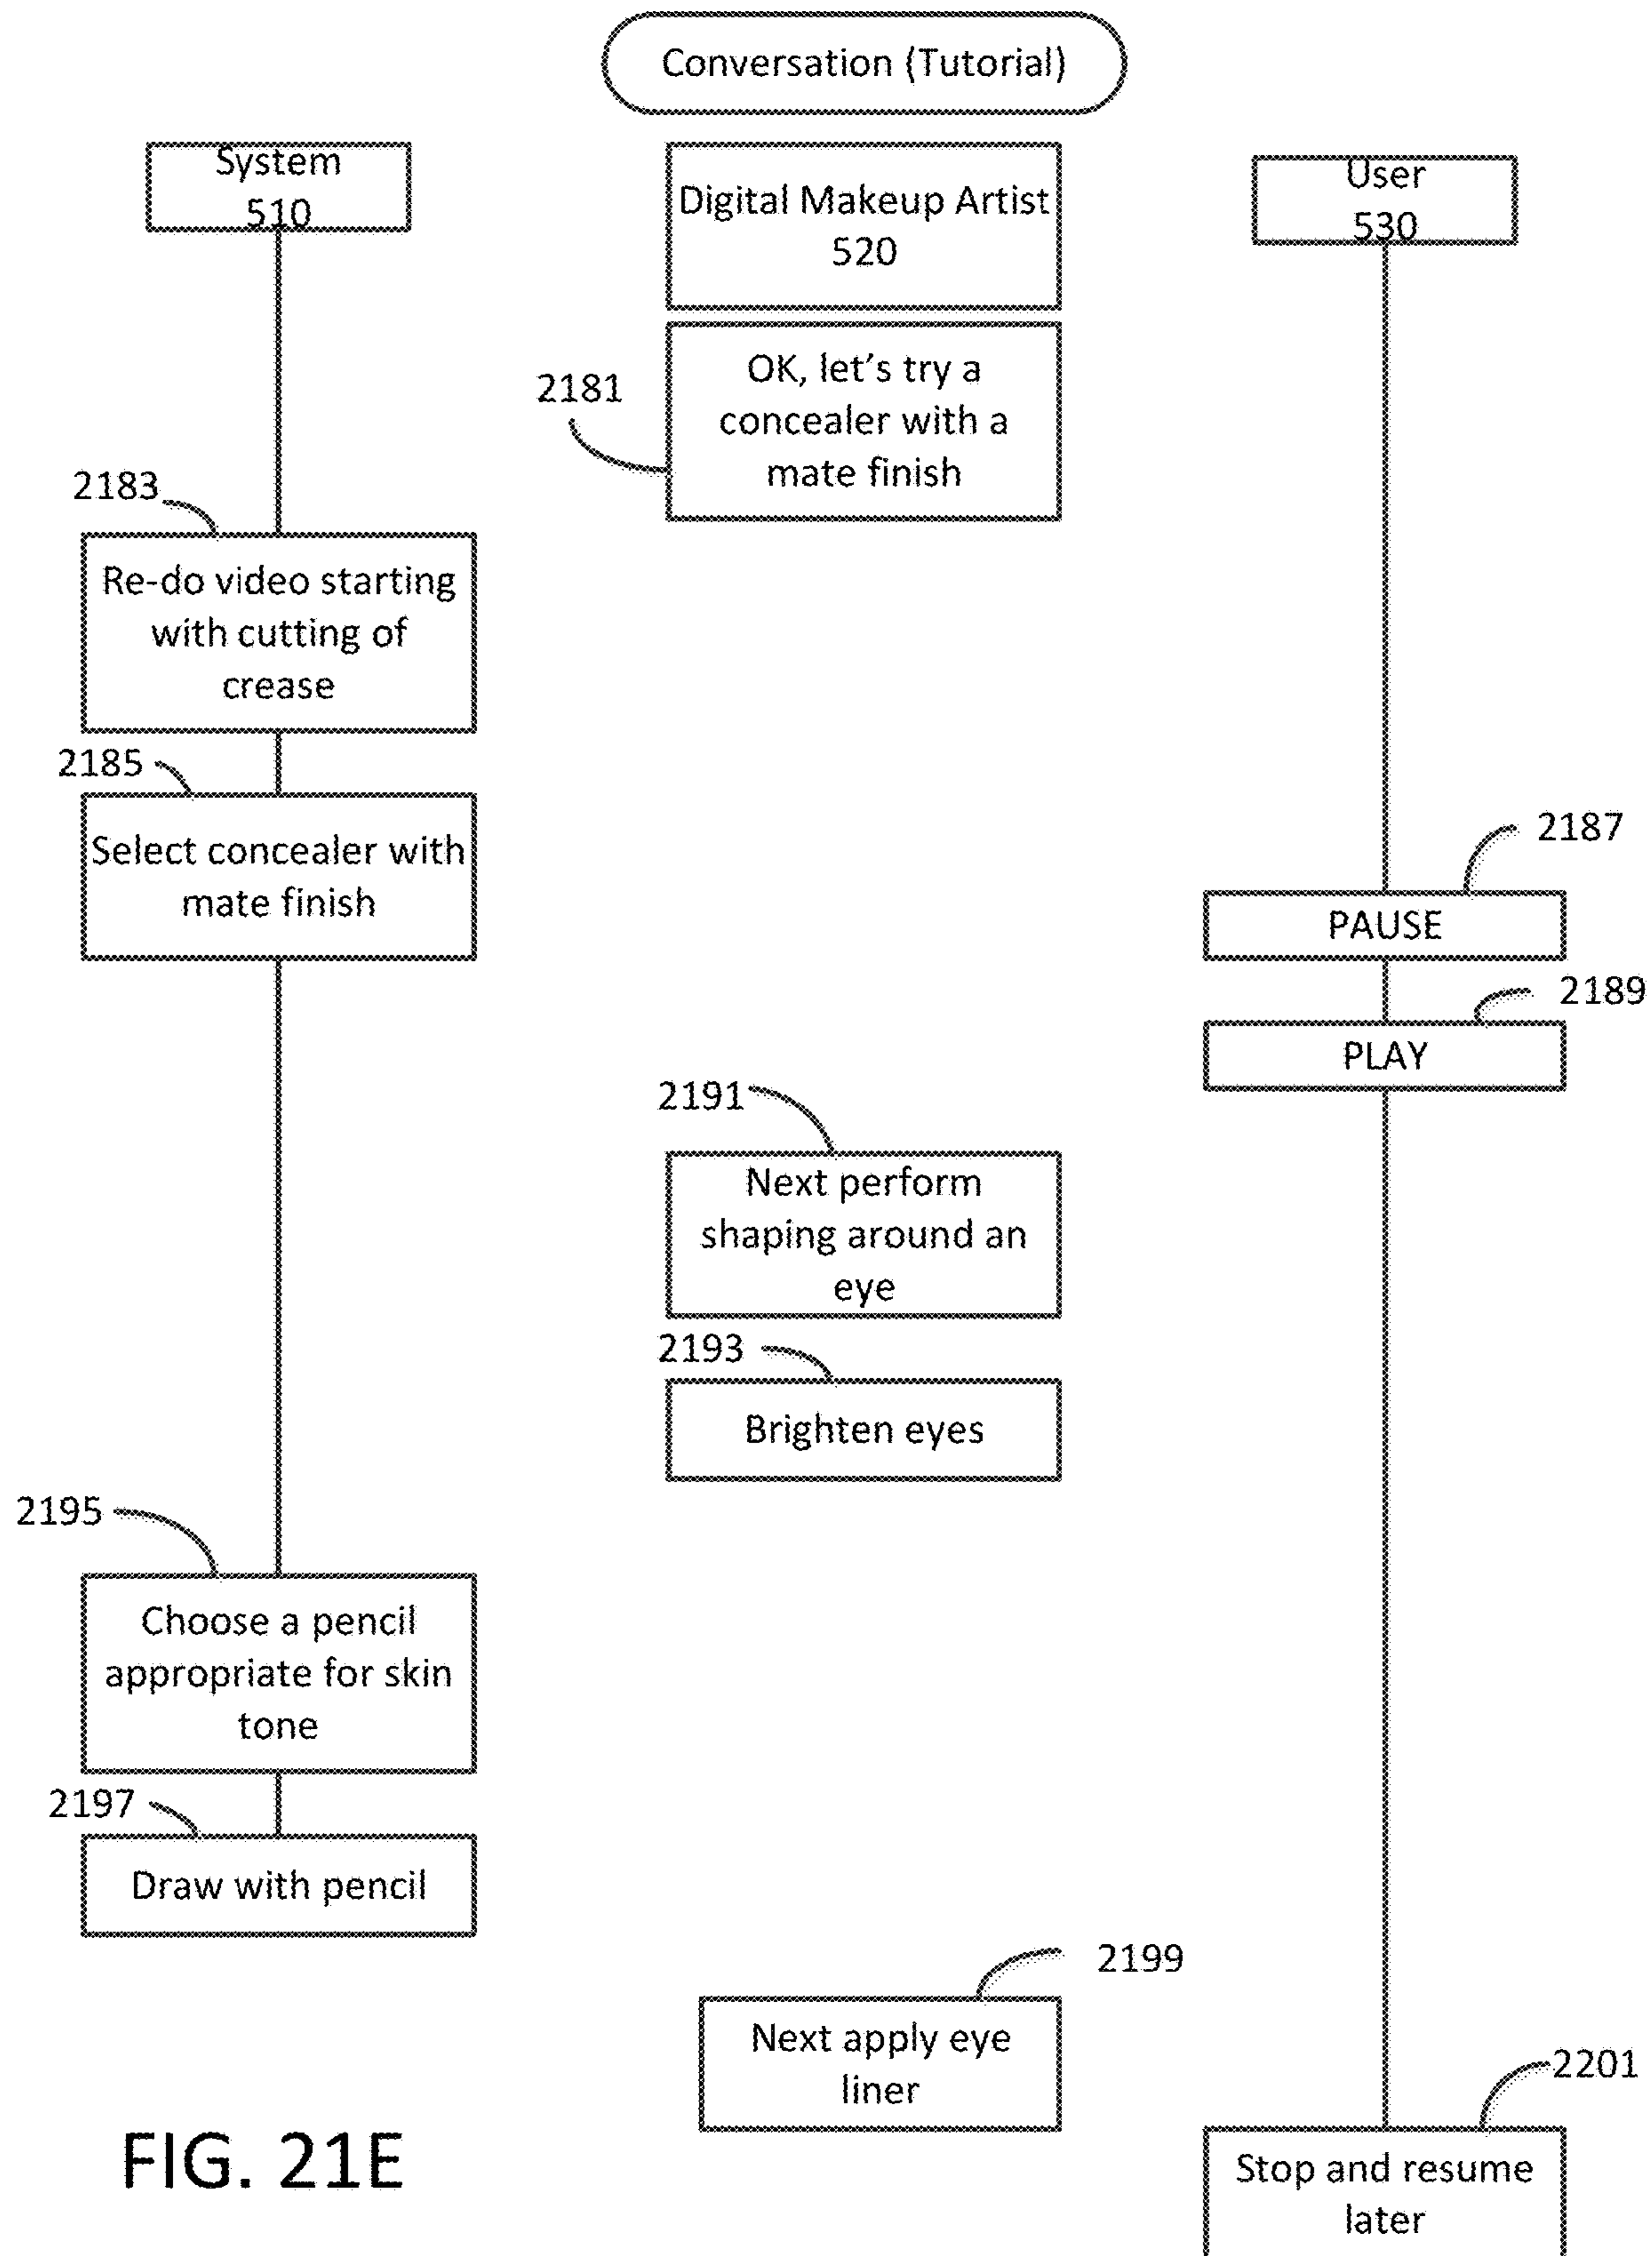 Conversation (Tutorial)
System
510
Digital Makeup Artist
520
User
530
2181
OK, let's try a
concealer with a
mate finish
2183
Re-do video starting
with cutting of
crease
2185
Select concealer with
mate finish
2187
PAUSE
2189
PLAY
2191
Next perform
shaping around an
eye
2193
Brighten eyes
2195
Choose a pencil
appropriate for skin
tone
2197
Draw with pencil
2199
Next apply eye
liner
2201
Stop and resume
later
FIG. 21E